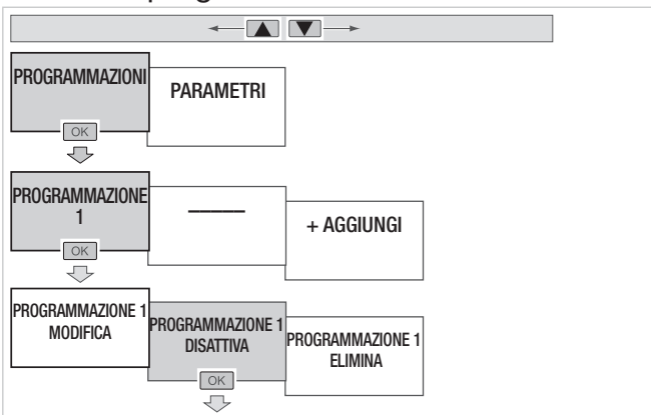 PROGRAMMAZIONI
PARAMETRI
OK
PROGRAMMAZIONE
1
+ AGGIUNGI
OK
PROGRAMMAZIONE 1
MODIFICA
PROGRAMMAZIONE 1
DISATTIVA
PROGRAMMAZIONE 1
ELIMINA
OK